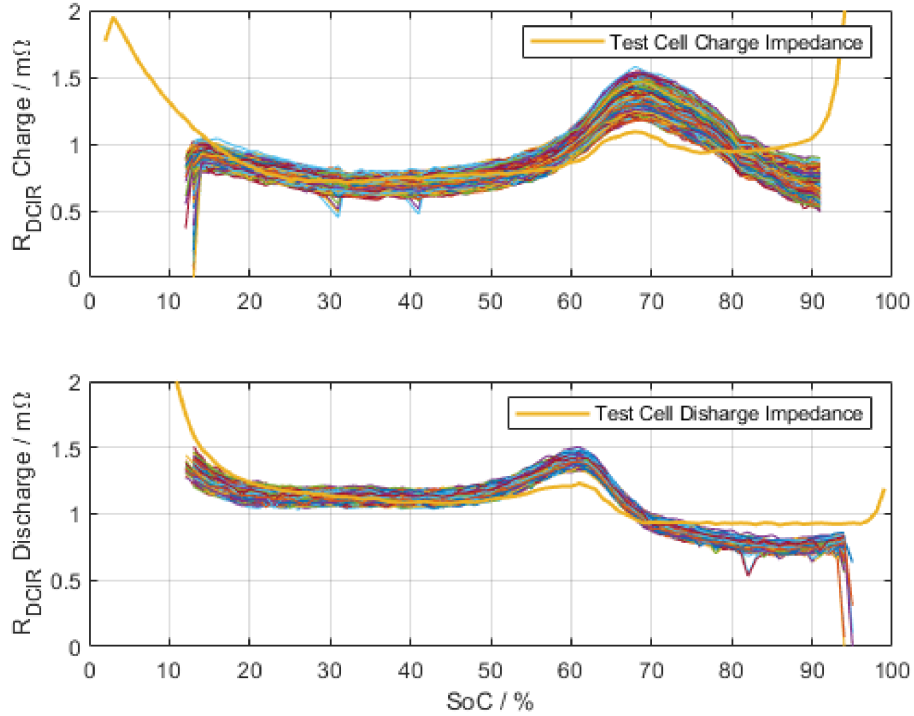 R_DCIR Charge / mΩ
2
1.5
1
0.5
0
Test Cell Charge Impedance
0 10 20 30 40 50 60 70 80 90 100
R_DCIR Discharge / mΩ
2
1.5
1
0.5
0
Test Cell Disharge Impedance
0 10 20 30 40 50 60 70 80 90 100
SoC / %